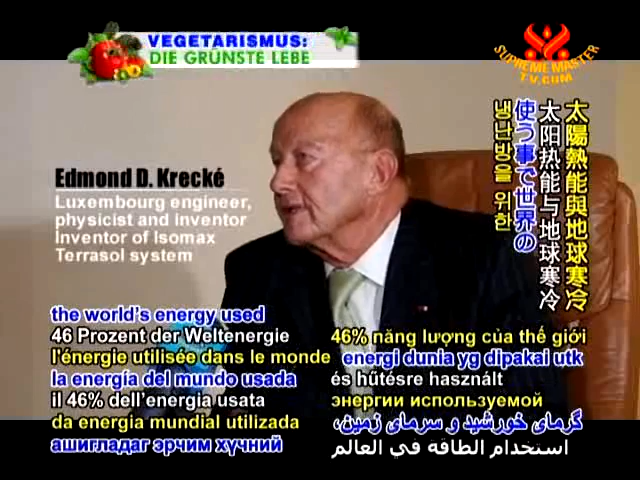 VEGETARISMUS:
DIE GRÜNSTE LEBE
SUPREME MASTER
TV.COM
Edmond D. Krecké
Luxembourg engineer,
physicist and inventor
Inventor of Isomax
Terrasol system
太陽熱能與地球寒冷
太阳热能与地球寒冷
使う事で世界の
냉난방을 위한
the world's energy used
46 Prozent der Weltenergie
l'énergie utilisée dans le monde
la energía del mundo usada
il 46% dell'energia usata
da energia mundial utilizada
ашигладаг эрчим хүчний
46% năng lượng của thế giới
energi dunia yg dipakai utk
és hűtésre használt
энергии используемой
گرمای خورشید و سرمای زمین،
استخدام الطاقة في العالم